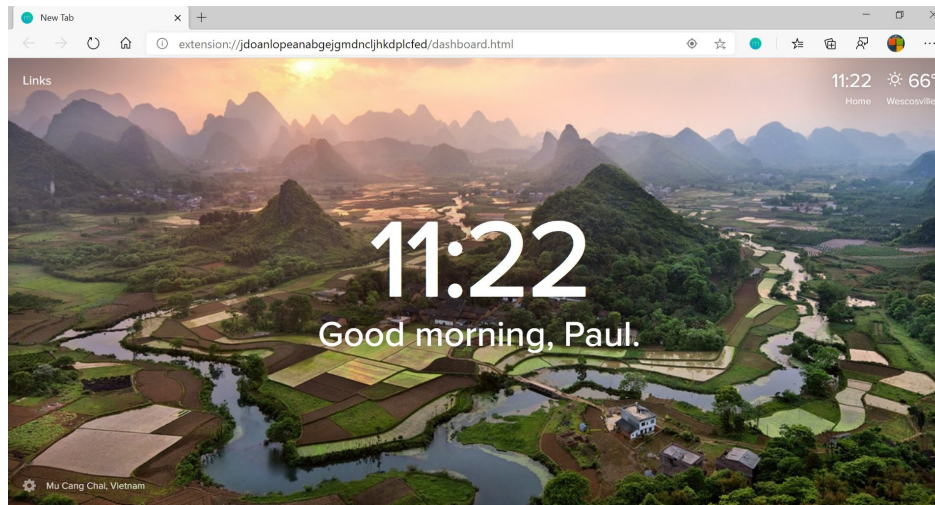 New Tab
extension://jdoanlopeanabgejgmdncljhkdplcfed/dashboard.html
Links
11:22
66°
Home
Wescosville
11:22
Good morning, Paul.
Mu Cang Chai, Vietnam